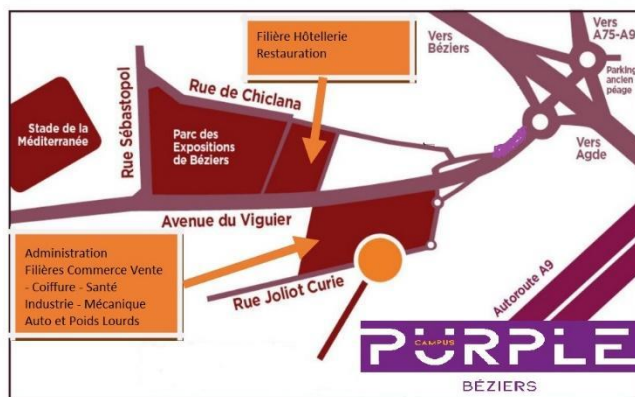 Filière Hôtellerie
Restauration
Vers
Béziers
Vers
A75-A9
Parking
ancien
péage
Rue de Chiclana
Stade de la
Méditerranée
Rue Sébastopol
Parc des
Expositions
de Béziers
Vers
Agde
Avenue du Viguier
Administration
Filières Commerce Vente
- Coiffure - Santé
Industrie - Mécanique
Auto et Poids Lourds
Rue Joliot Curie
Autoroute A9
CAMPUS
PURPLE
BÉZIERS